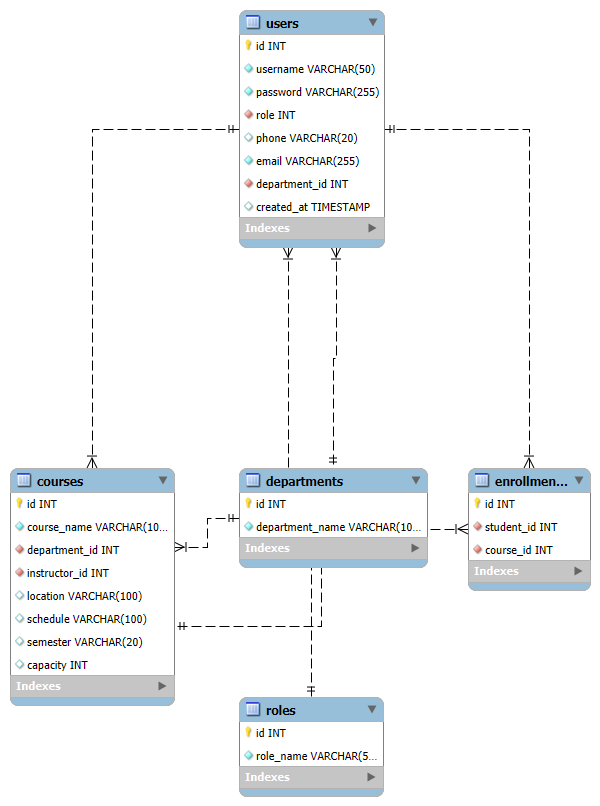 users
id INT
username VARCHAR(50)
password VARCHAR(255)
role INT
phone VARCHAR(20)
email VARCHAR(255)
department_id INT
created_at TIMESTAMP
Indexes
courses
id INT
course_name VARCHAR(10...
department_id INT
instructor_id INT
location VARCHAR(100)
schedule VARCHAR(100)
semester VARCHAR(20)
capacity INT
Indexes
departments
id INT
department_name VARCHAR(10...
Indexes
enrollmen...
id INT
student_id INT
course_id INT
Indexes
roles
id INT
role_name VARCHAR(5...
Indexes